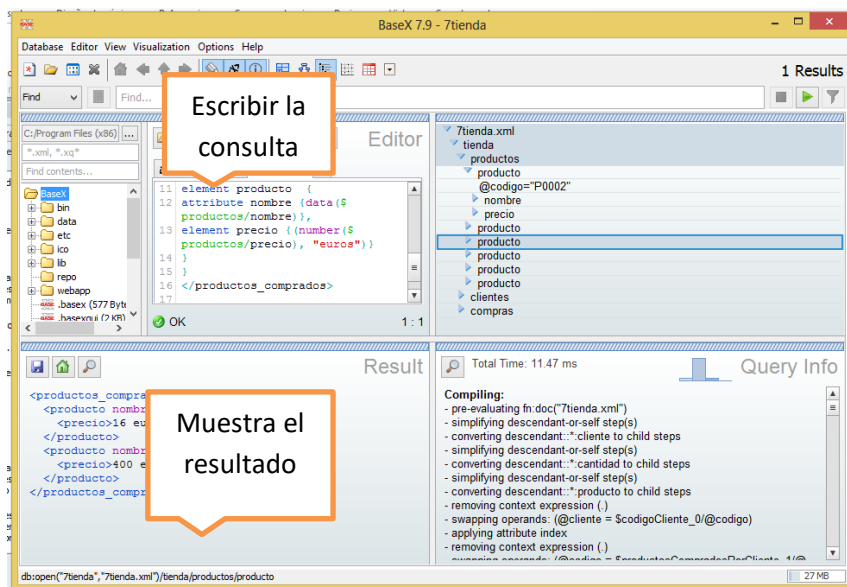 BaseX 7.9 - 7tienda
Database Editor View Visualization Options Help
1 Results
Find
Find...
Escribir la
consulta
C:/Program Files (x86)
...
*.xml, *.xq*
Find contents...
BaseX
bin
data
etc
ico
lib
repo
webapp
.basex (577 Byte
.basexgui (2 KB)
Editor
11 element producto {
12 attribute nombre {data($
productos/nombre)},
13 element precio {(number($
productos/precio), "euros")}
14 }
15 }
16 </productos_comprados>
17
OK
1 : 1
7tienda.xml
tienda
productos
producto
@codigo="P0002"
nombre
precio
producto
producto
producto
producto
clientes
compras
Result
<productos_compra
<producto nombr
<precio>16 eu
</producto>
<producto nombr
<precio>400 e
</producto>
</productos_compr
Muestra el
resultado
Total Time: 11.47 ms
Query Info
Compiling:
- pre-evaluating fn:doc("7tienda.xml")
- simplifying descendant-or-self step(s)
- converting descendant::*:cliente to child steps
- simplifying descendant-or-self step(s)
- converting descendant::*:cantidad to child steps
- simplifying descendant-or-self step(s)
- converting descendant::*:producto to child steps
- removing context expression (.)
- swapping operands: (@cliente = $codigoCliente_0/@codigo)
- applying attribute index
- removing context expression (.)
db:open("7tienda","7tienda.xml")/tienda/productos/producto
27 MB